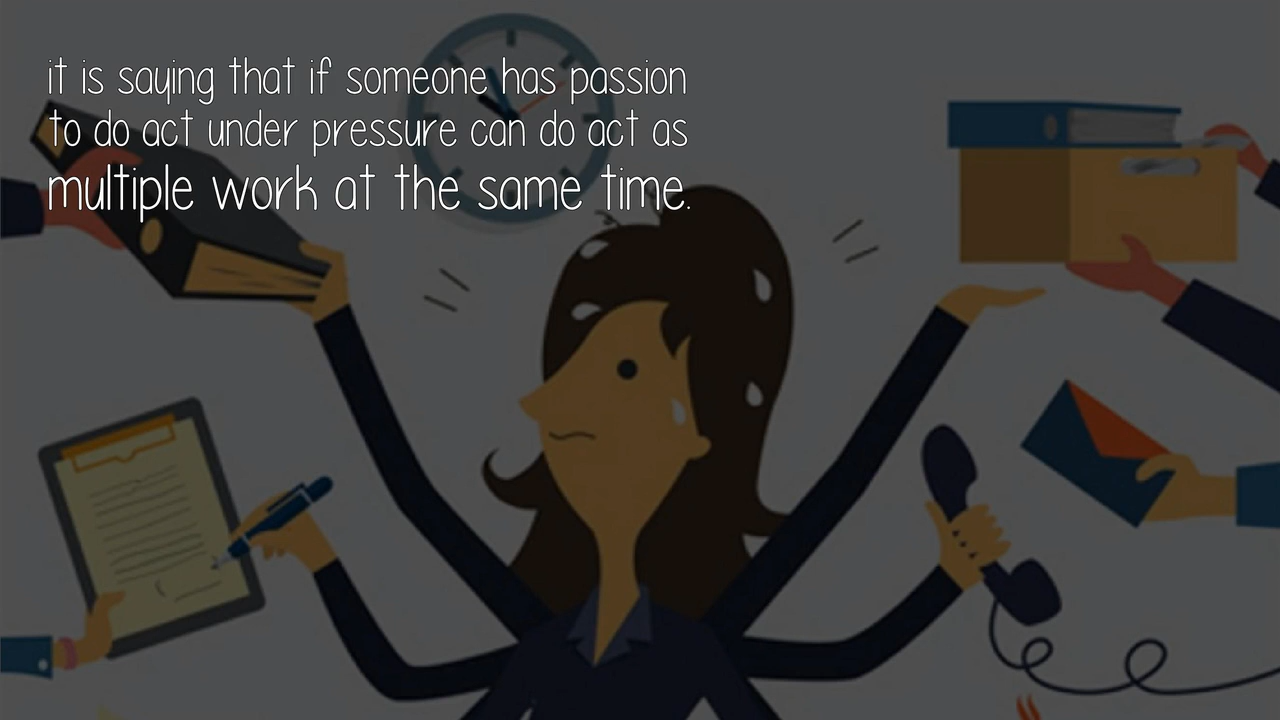 it is saying that if someone has passion
to do act under pressure can do act as
multiple work at the same time.